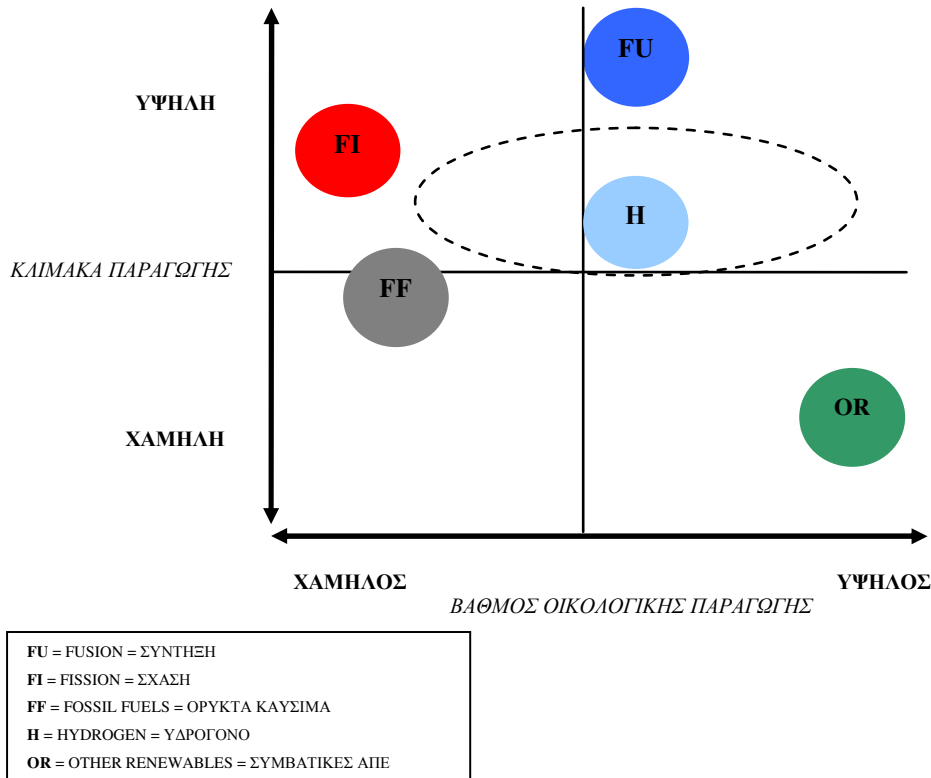 FU
ΥΨΗΛΗ
FI
H
ΚΛΙΜΑΚΑ ΠΑΡΑΓΩΓΗΣ
FF
OR
ΧΑΜΗΛΗ
ΧΑΜΗΛΟΣ
ΥΨΗΛΟΣ
ΒΑΘΜΟΣ ΟΙΚΟΛΟΓΙΚΗΣ ΠΑΡΑΓΩΓΗΣ
FU = FUSION = ΣΥΝΤΗΞΗ
FI = FISSION = ΣΧΑΣΗ
FF = FOSSIL FUELS = ΟΡΥΚΤΑ ΚΑΥΣΙΜΑ
H = HYDROGEN = ΥΔΡΟΓΟΝΟ
OR = OTHER RENEWABLES = ΣΥΜΒΑΤΙΚΕΣ ΑΠΕ